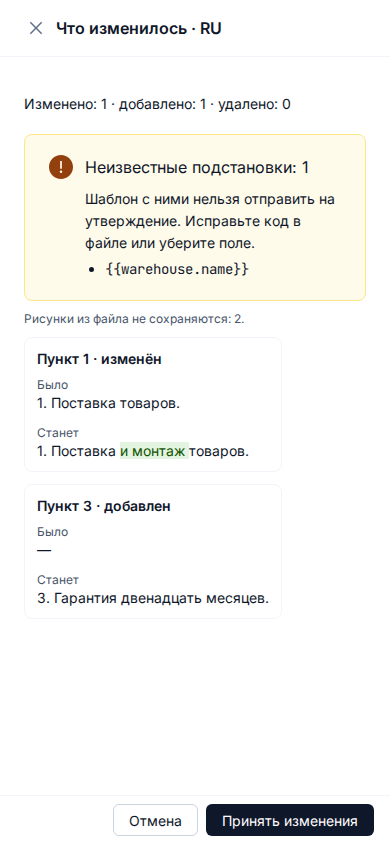 Что изменилось · RU
Изменено: 1 · добавлено: 1 · удалено: 0
Неизвестные подстановки: 1
Шаблон с ними нельзя отправить на
утверждение. Исправьте код в
файле или уберите поле.
• {{warehouse.name}}
Рисунки из файла не сохраняются: 2.
Пункт 1 · изменён
Было
1. Поставка товаров.
Станет
1. Поставка и монтаж товаров.
Пункт 3 · добавлен
Было
—
Станет
3. Гарантия двенадцать месяцев.
Отмена
Принять изменения